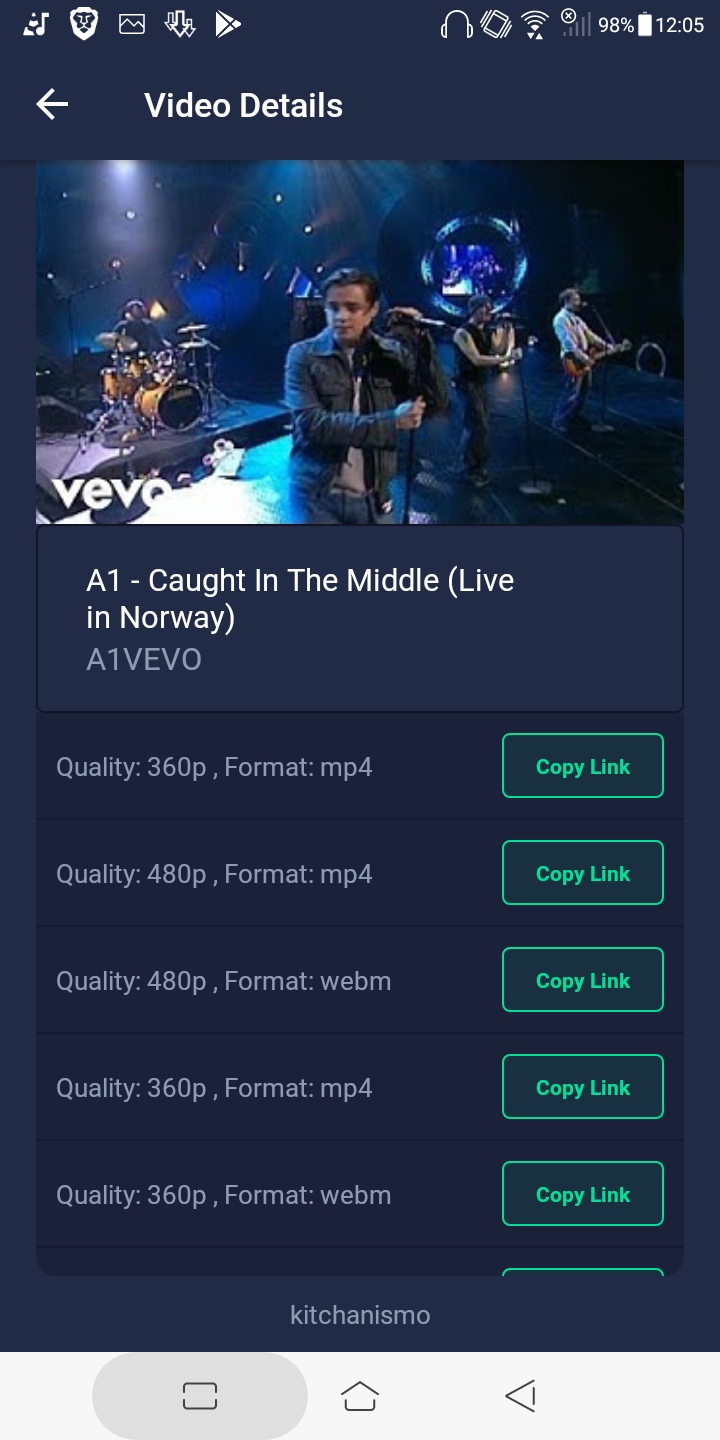 98% 12:05
Video Details
vevo
A1 - Caught In The Middle (Live
in Norway)
A1VEVO
Quality: 360p , Format: mp4 Copy Link
Quality: 480p , Format: mp4 Copy Link
Quality: 480p , Format: webm Copy Link
Quality: 360p , Format: mp4 Copy Link
Quality: 360p , Format: webm Copy Link
kitchanismo